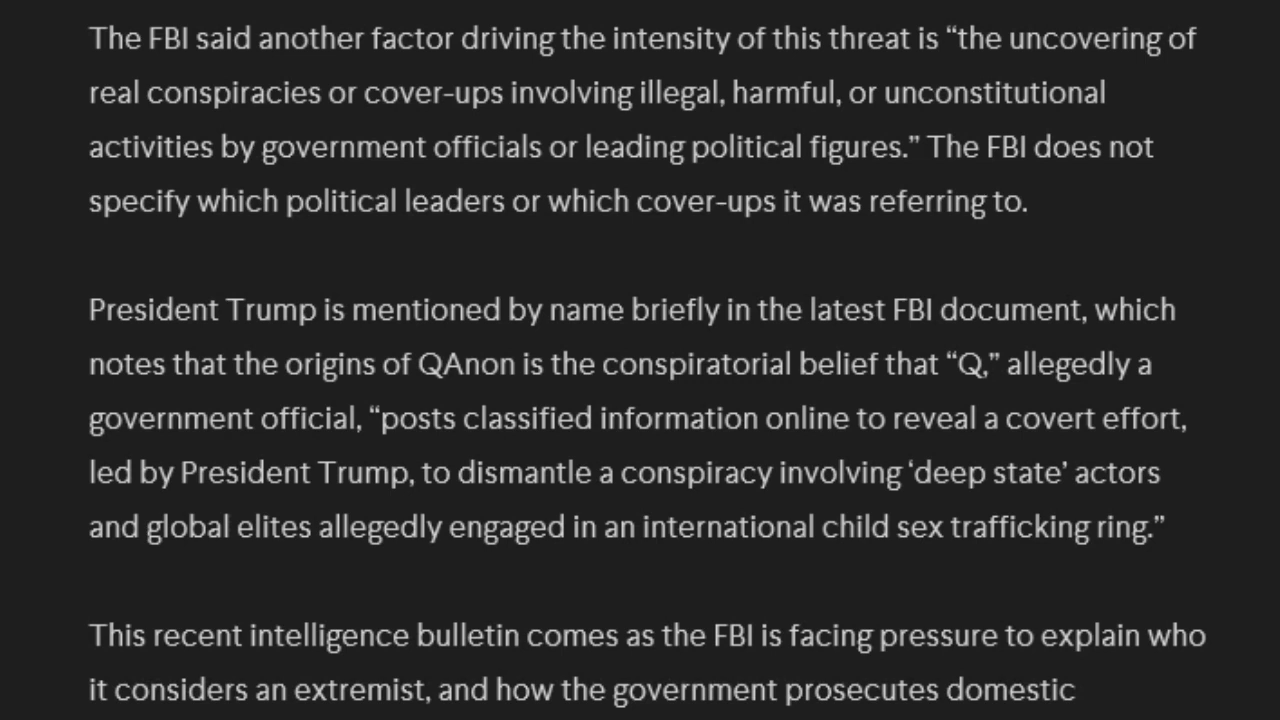 The FBI said another factor driving the intensity of this threat is “the uncovering of
real conspiracies or cover-ups involving illegal, harmful, or unconstitutional
activities by government officials or leading political figures.” The FBI does not
specify which political leaders or which cover-ups it was referring to.
President Trump is mentioned by name briefly in the latest FBI document, which
notes that the origins of QAnon is the conspiratorial belief that “Q,” allegedly a
government official, “posts classified information online to reveal a covert effort,
led by President Trump, to dismantle a conspiracy involving ‘deep state’ actors
and global elites allegedly engaged in an international child sex trafficking ring.”
This recent intelligence bulletin comes as the FBI is facing pressure to explain who
it considers an extremist, and how the government prosecutes domestic